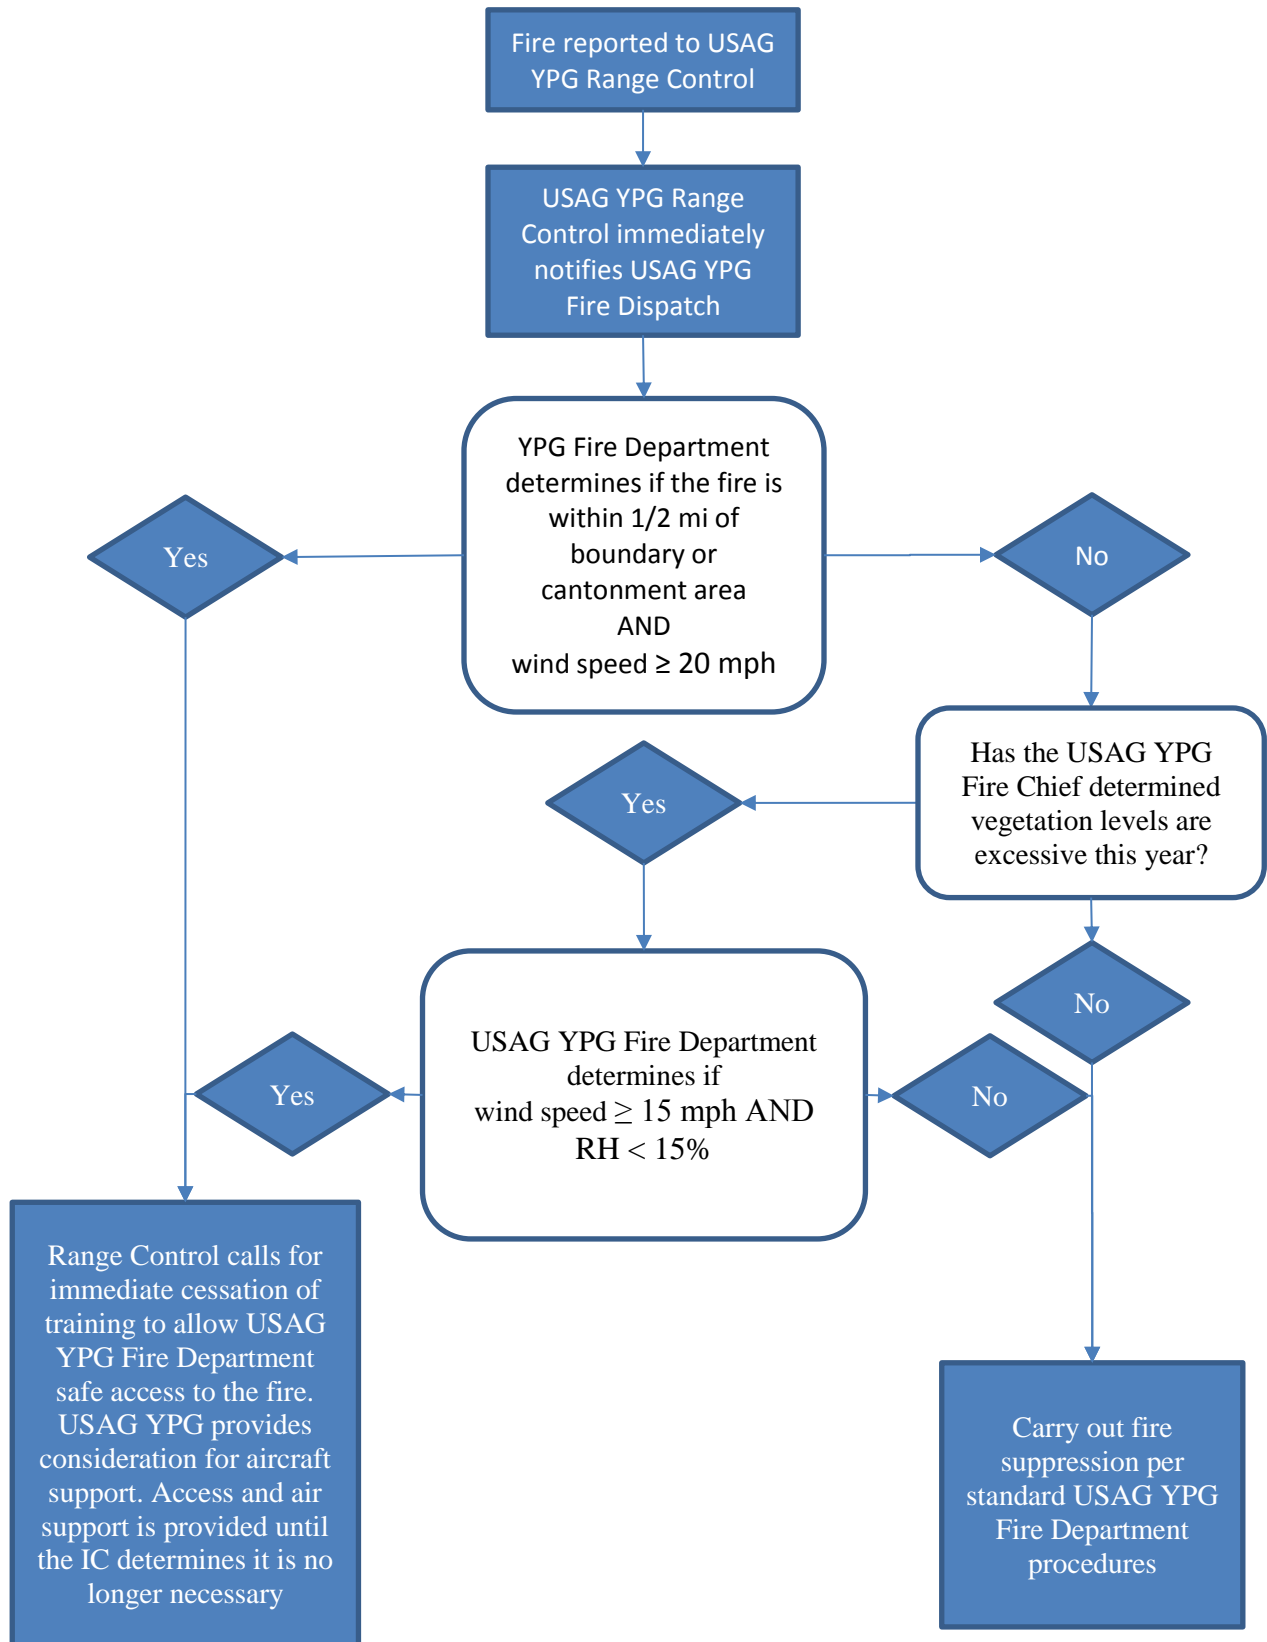 Fire reported to USAG
YPG Range Control
USAG YPG Range
Control immediately
notifies USAG YPG
Fire Dispatch
YPG Fire Department
determines if the fire is
within 1/2 mi of
boundary or
cantonment area
AND
wind speed ≥ 20 mph
Yes
No
Has the USAG YPG
Fire Chief determined
vegetation levels are
excessive this year?
Yes
No
USAG YPG Fire Department
determines if
wind speed ≥ 15 mph AND
RH < 15%
Yes
No
Range Control calls for
immediate cessation of
training to allow USAG
YPG Fire Department
safe access to the fire.
USAG YPG provides
consideration for aircraft
support. Access and air
support is provided until
the IC determines it is no
longer necessary
Carry out fire
suppression per
standard USAG YPG
Fire Department
procedures